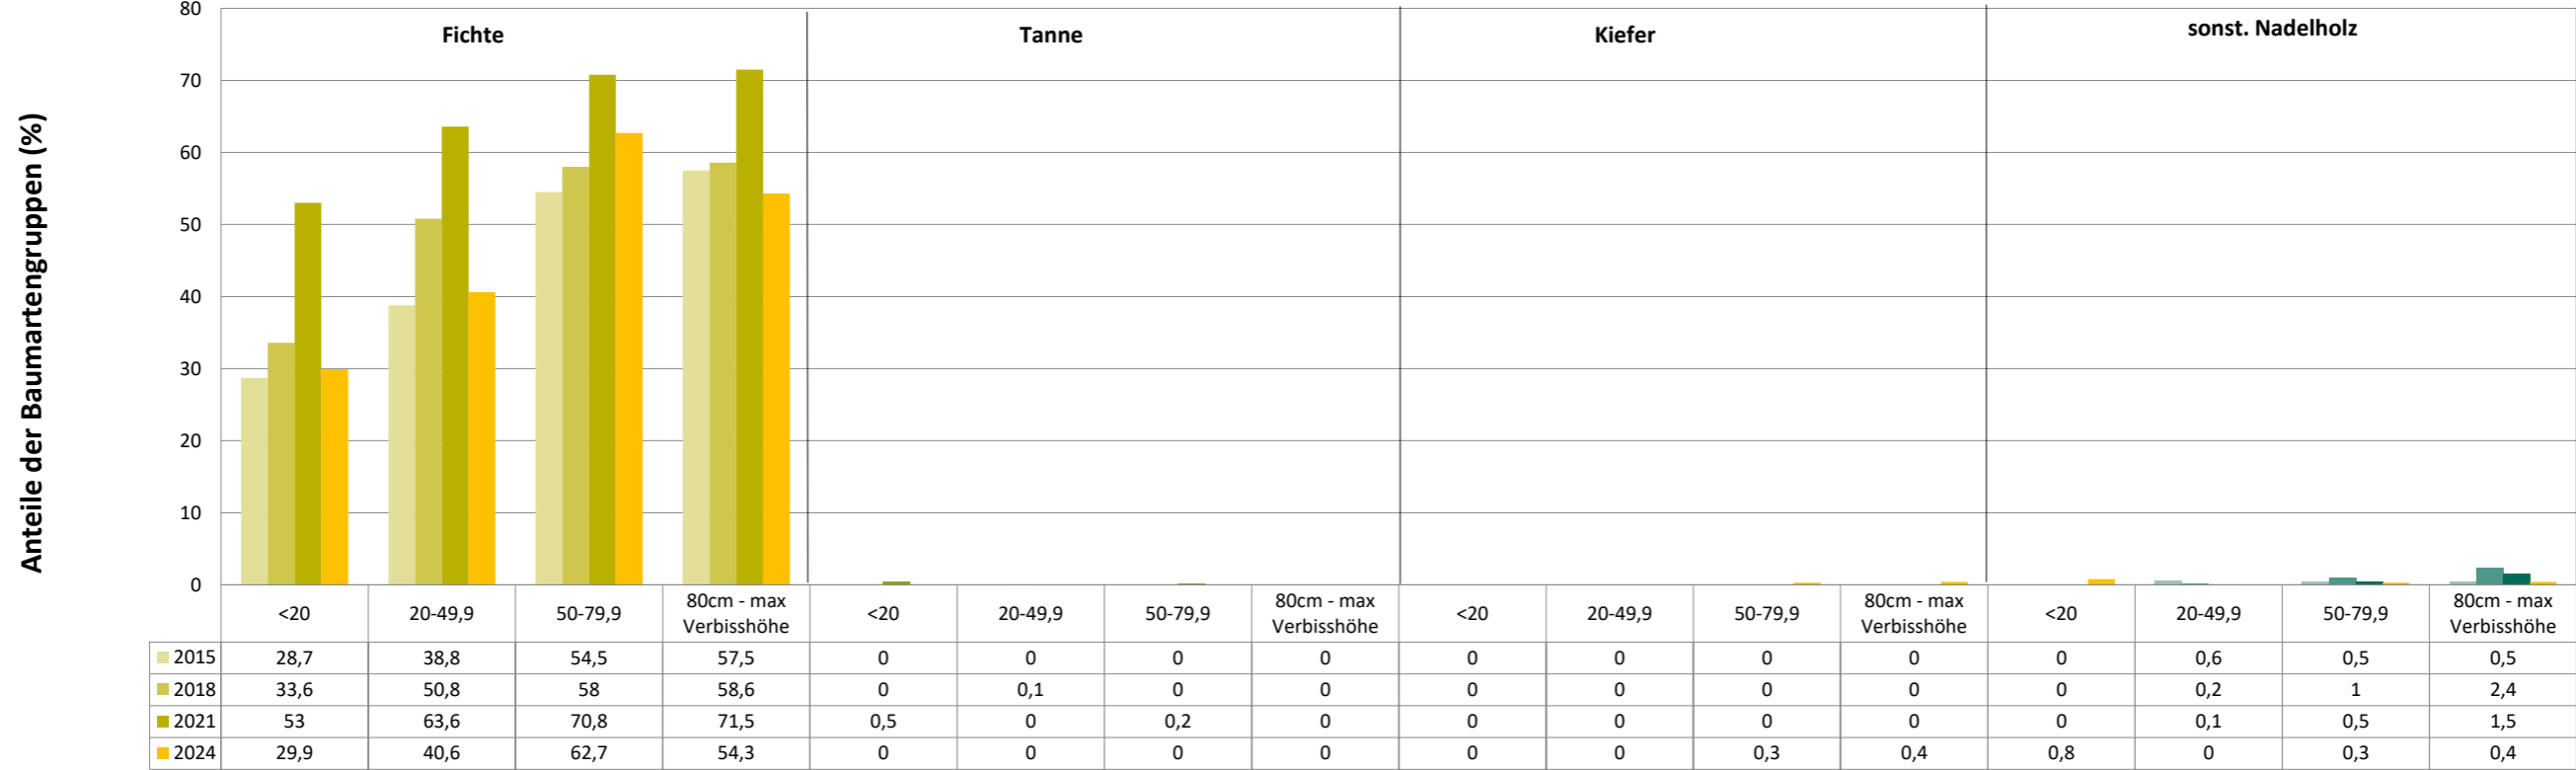 Anteile der Baumartengruppen (%)
80
70
60
50
40
30
20
10
0
Fichte Tanne Kiefer sonst. Nadelholz
<20 20-49,9 50-79,9 80cm - max Verbisshöhe <20 20-49,9 50-79,9 80cm - max Verbisshöhe <20 20-49,9 50-79,9 80cm - max Verbisshöhe <20 20-49,9 50-79,9 80cm - max Verbisshöhe
2015 28,7 38,8 54,5 57,5 0 0 0 0 0 0 0 0 0 0,6 0,5 0,5
2018 33,6 50,8 58 58,6 0 0,1 0 0 0 0 0 0 0 0,2 1 2,4
2021 53 63,6 70,8 71,5 0,5 0 0,2 0 0 0 0 0 0 0,1 0,5 1,5
2024 29,9 40,6 62,7 54,3 0 0 0 0 0 0 0,3 0,4 0,8 0 0,3 0,4